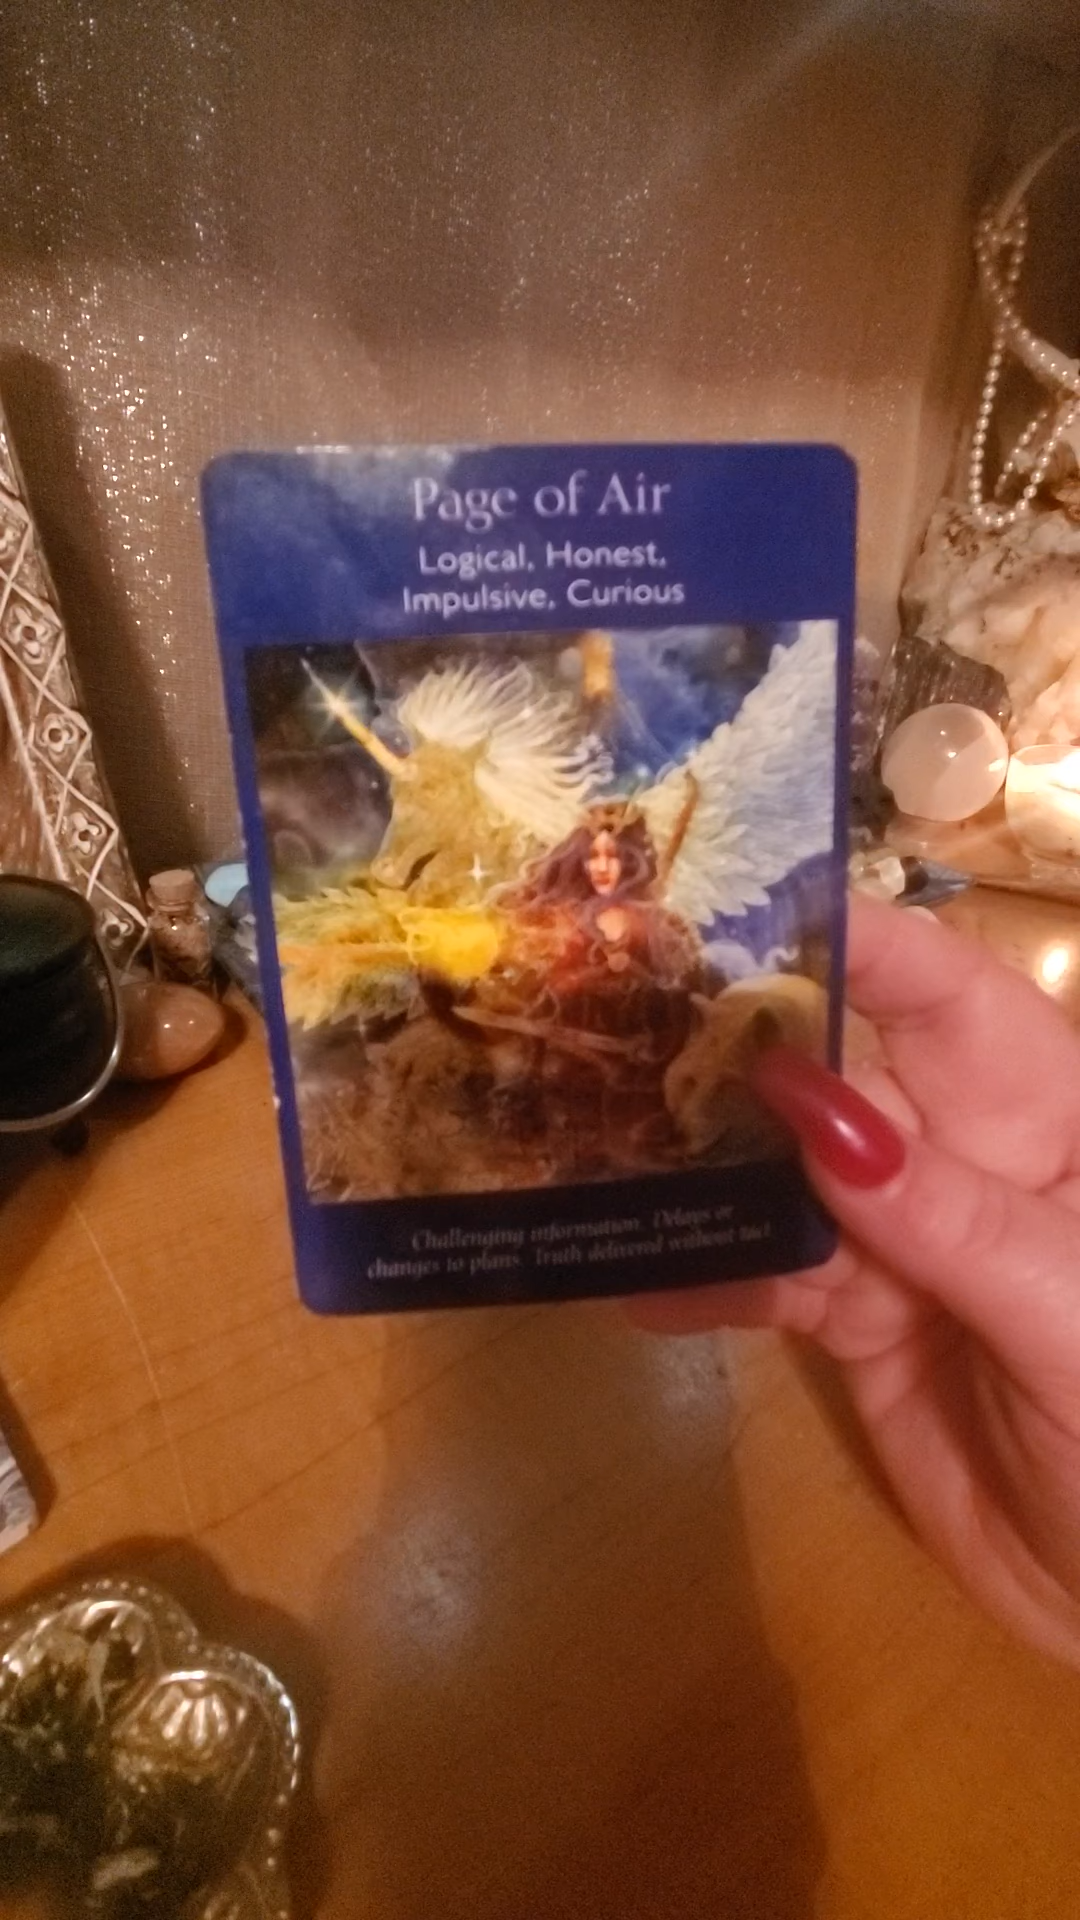 Page of Air
Logical, Honest,
Impulsive, Curious
Challenging information. Delays or
changes to plans. Truth delivered without tact.